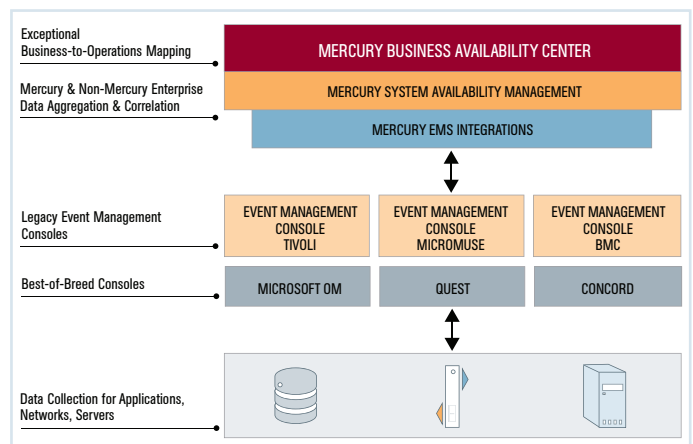 Exceptional
Business-to-Operations Mapping
MERCURY BUSINESS AVAILABILITY CENTER
Mercury & Non-Mercury Enterprise
Data Aggregation & Correlation
MERCURY SYSTEM AVAILABILITY MANAGEMENT
MERCURY EMS INTEGRATIONS
Legacy Event Management
Consoles
EVENT MANAGEMENT
CONSOLE
TIVOLI
EVENT MANAGEMENT
CONSOLE
MICROMUSE
EVENT MANAGEMENT
CONSOLE
BMC
Best-of-Breed Consoles
MICROSOFT OM
QUEST
CONCORD
Data Collection for Applications,
Networks, Servers